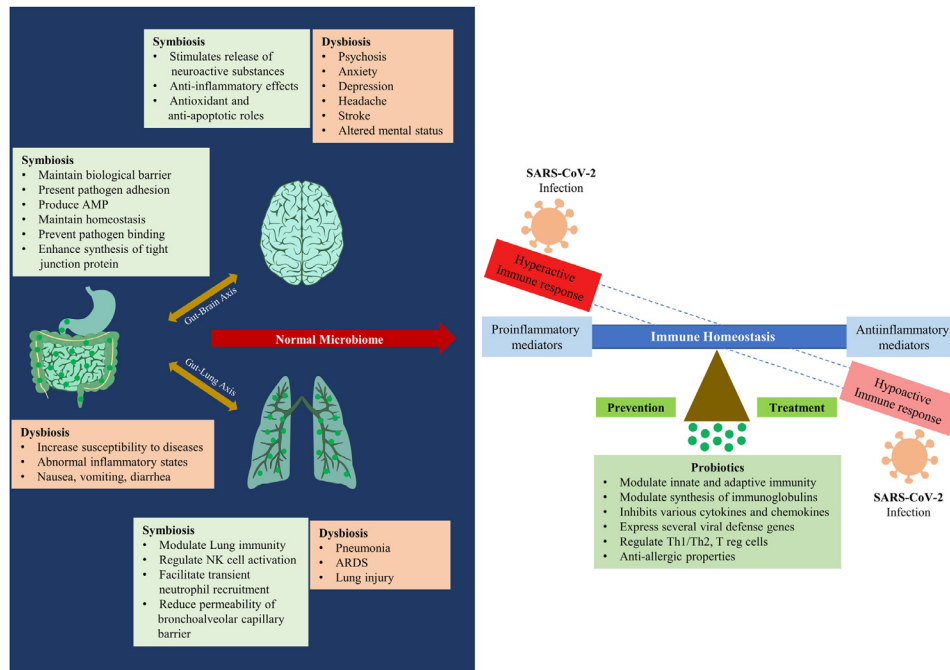 Symbiosis
• Stimulates release of
neuroactive substances
• Anti-inflammatory effects
• Antioxidant and
anti-apoptotic roles
Dysbiosis
• Psychosis
• Anxiety
• Depression
• Headache
• Stroke
• Altered mental status
Symbiosis
• Maintain biological barrier
• Present pathogen adhesion
• Produce AMP
• Maintain homeostasis
• Prevent pathogen binding
• Enhance synthesis of tight
junction protein
Gut-Brain Axis
Normal Microbiome
Gut-Lung Axis
Dysbiosis
• Increase susceptibility to diseases
• Abnormal inflammatory states
• Nausea, vomiting, diarrhea
Symbiosis
• Modulate Lung immunity
• Regulate NK cell activation
• Facilitate transient
neutrophil recruitment
• Reduce permeability of
bronchoalveolar capillary
barrier
Dysbiosis
• Pneumonia
• ARDS
• Lung injury
SARS-CoV-2
Infection
Hyperactive
Immune response
Proinflammatory
mediators
Immune Homeostasis
Antiinflammatory
mediators
Hypoactive
Immune response
Prevention
Treatment
SARS-CoV-2
Infection
Probiotics
• Modulate innate and adaptive immunity
• Modulate synthesis of immunoglobulins
• Inhibits various cytokines and chemokines
• Express several viral defense genes
• Regulate Th1/Th2, T reg cells
• Anti-allergic properties